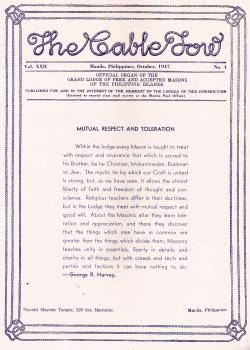 The Cable Tow
Vol. XXII Manila, Philippines, October, 1947 No. 4
OFFICIAL ORGAN OF THE
GRAND LODGE OF FREE AND ACCEPTED MASONS
OF THE PHILIPPINE ISLANDS
PUBLISHED FOR AND IN THE INTEREST OF THE MEMBERS OF THE LODGES OF THIS JURISDICTION
(Entered as second class mail matter at the Manila Post Office)
MUTUAL RESPECT AND TOLERATION
Within the lodge every Mason is taught to treat
with respect and reverence that which is sacred to
his Brother, be he Christian, Mohammedan, Brahman
or Jew. The mystic tie by which our Craft is united
is strong, but, as we have seen, it allows the utmost
liberty of faith and freedom of thought and con-
science. Religious teachers differ in their doctrines,
but in the Lodge they meet with mutual respect and
good will. About the Masonic altar they learn tole-
ration and appreciation, and there they discover
that the things which men have in common are
greater than the things which divide them. Masonry
teaches unity in essentials, liberty in details, and
charity in all things, but with creeds and sects and
parties and factions it can have nothing to do.
— George R. Harvey.
Plaridel Masonic Temple, 520 San Marcelino Manila, Philippines